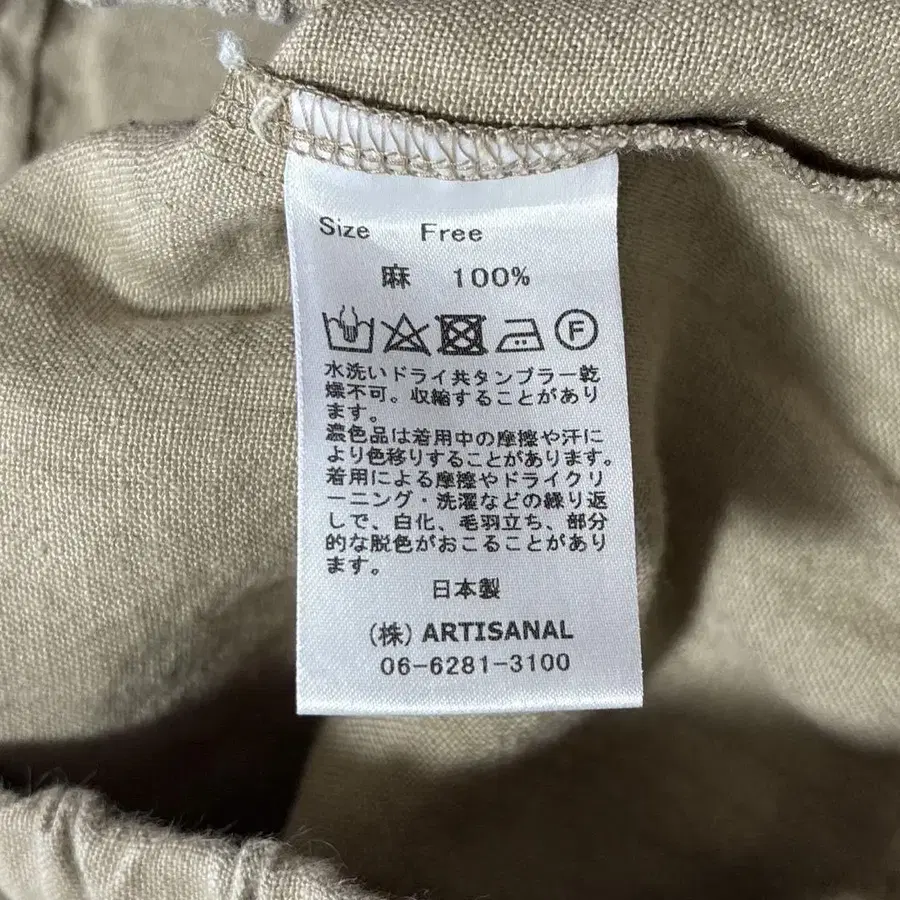 Size Free
麻 100%
F
水洗いドライ共タンブラー乾
燥不可。収縮することがあり
ます。
濃色品は着用中の摩擦や汗に
より色移りすることがあります。
着用による摩擦やドライクリ
ーニング・洗濯などの繰り返
しで、白化、毛羽立ち、部分
的な脱色がおこることがあり
ます。
日本製
(株) ARTISANAL
06-6281-3100